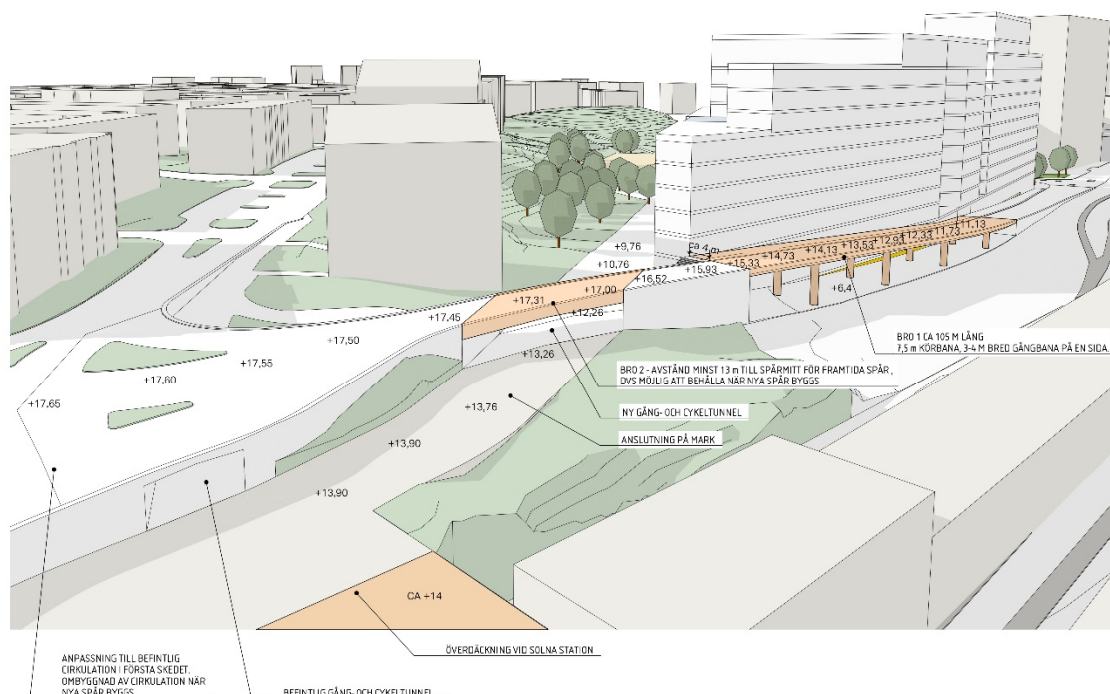 +9,76
+10,76
Ca 4 m
+11.13
+11.73
+12,33
+12,93
+13,53
+14,13
+14,73
+15,33
+15,93
+16,52
+17,00
+17,31
+12,26
+6,4
+17,45
+17,50
+17,55
+17,60
+17,65
+13,26
+13,76
+13,90
+13,90
BRO 1 CA 105 M LÅNG
7,5 m KÖRBANA, 3-4 M BRED GÅNGBANA PÅ EN SIDA.
BRO 2 - AVSTÅND MINST 13 m TILL SPÅRMITT FÖR FRAMTIDA SPÅR,
DVS MÖJLIG ATT BEHÅLLA NÄR NYA SPÅR BYGGS
NY GÅNG- OCH CYKELTUNNEL
ANSLUTNING PÅ MARK
CA +14
ÖVERDÄCKNING VID SOLNA STATION
ANPASSNING TILL BEFINTLIG
CIRKULATION I FÖRSTA SKEDET.
OMBYGGNAD AV CIRKULATION NÄR
NYA SPÅR BYGGS
BEFINTLIG GÅNG- OCH CYKELTUNNEL